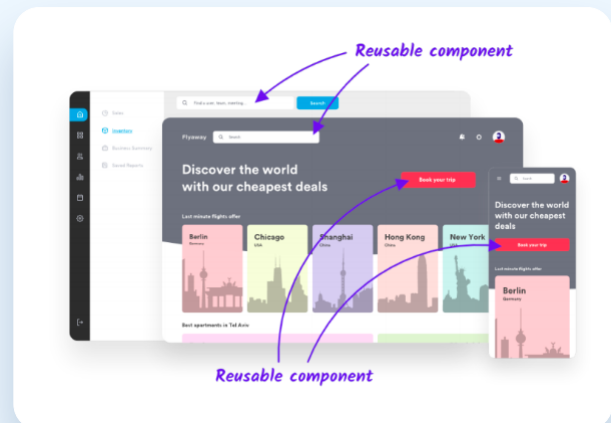 Reusable component
Find a user, team, meeting...
Search
Sales
Inventory
Business Summary
Saved Reports
Flyaway
Search
Discover the world
with our cheapest deals
Book your trip
Last minute flights offer
Berlin
Germany
Chicago
USA
Shanghai
China
Hong Kong
China
New York
USA
Best apartments in Tel Aviv
Discover the world
with our cheapest
deals
Book your trip
Last minute flights offer
Berlin
Germany
Reusable component